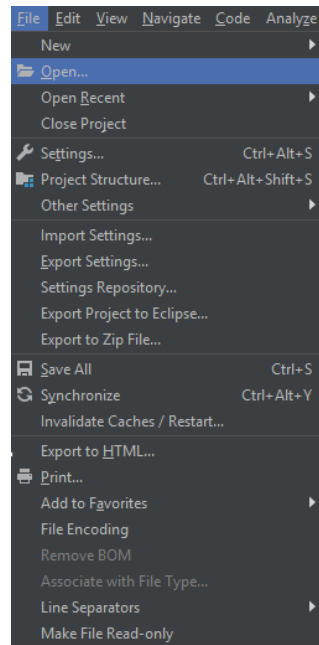 File Edit View Navigate Code Analyze
New
Open...
Open Recent
Close Project
Settings... Ctrl+Alt+S
Project Structure... Ctrl+Alt+Shift+S
Other Settings
Import Settings...
Export Settings...
Settings Repository...
Export Project to Eclipse...
Export to Zip File...
Save All Ctrl+S
Synchronize Ctrl+Alt+Y
Invalidate Caches / Restart...
Export to HTML...
Print...
Add to Favorites
File Encoding
Remove BOM
Associate with File Type...
Line Separators
Make File Read-only